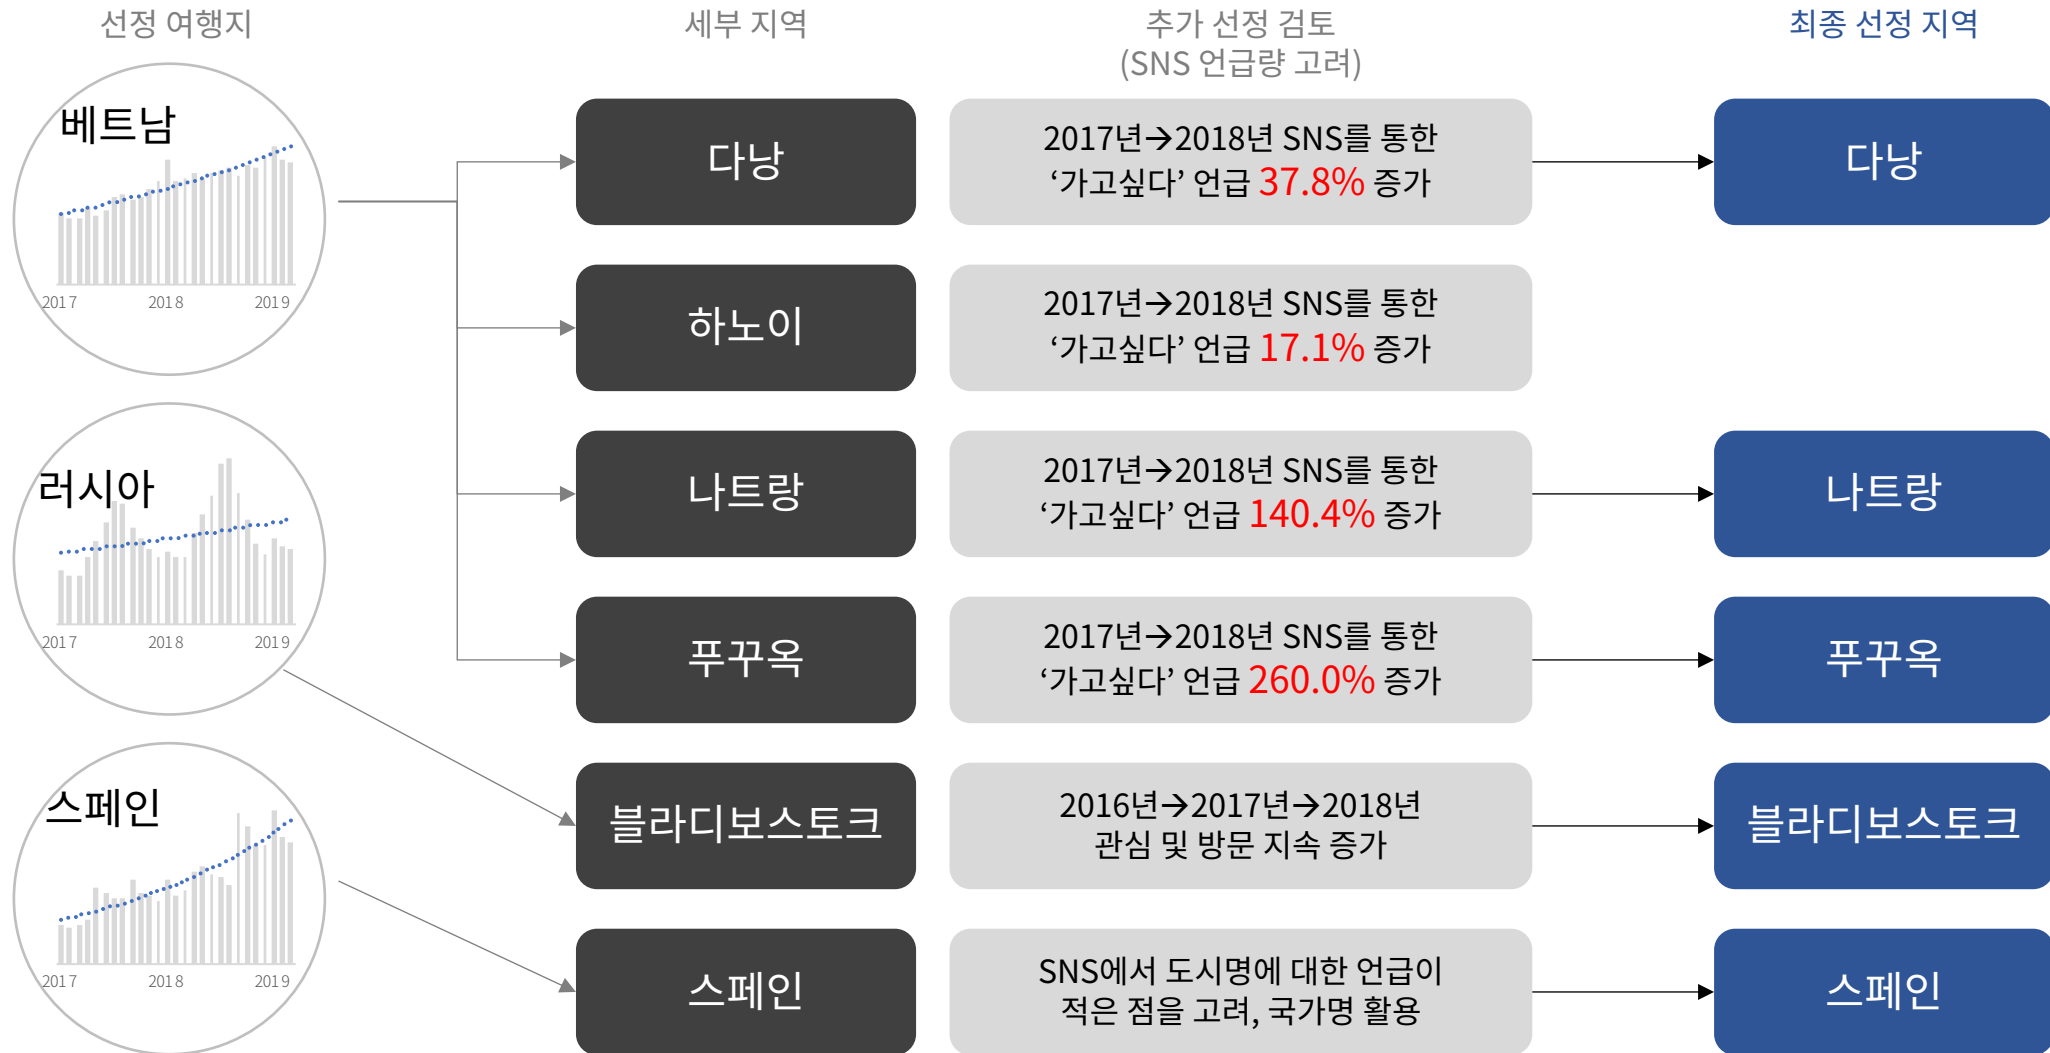 선정 여행지
세부 지역
추가 선정 검토
(SNS 언급량 고려)
최종 선정 지역
베트남
2017 2018 2019
러시아
2017 2018 2019
스페인
2017 2018 2019
다낭
2017년→2018년 SNS를 통한
‘가고싶다’ 언급 37.8% 증가
다낭
하노이
2017년→2018년 SNS를 통한
‘가고싶다’ 언급 17.1% 증가
나트랑
2017년→2018년 SNS를 통한
‘가고싶다’ 언급 140.4% 증가
나트랑
푸꾸옥
2017년→2018년 SNS를 통한
‘가고싶다’ 언급 260.0% 증가
푸꾸옥
블라디보스토크
2016년→2017년→2018년
관심 및 방문 지속 증가
블라디보스토크
스페인
SNS에서 도시명에 대한 언급이
적은 점을 고려, 국가명 활용
스페인